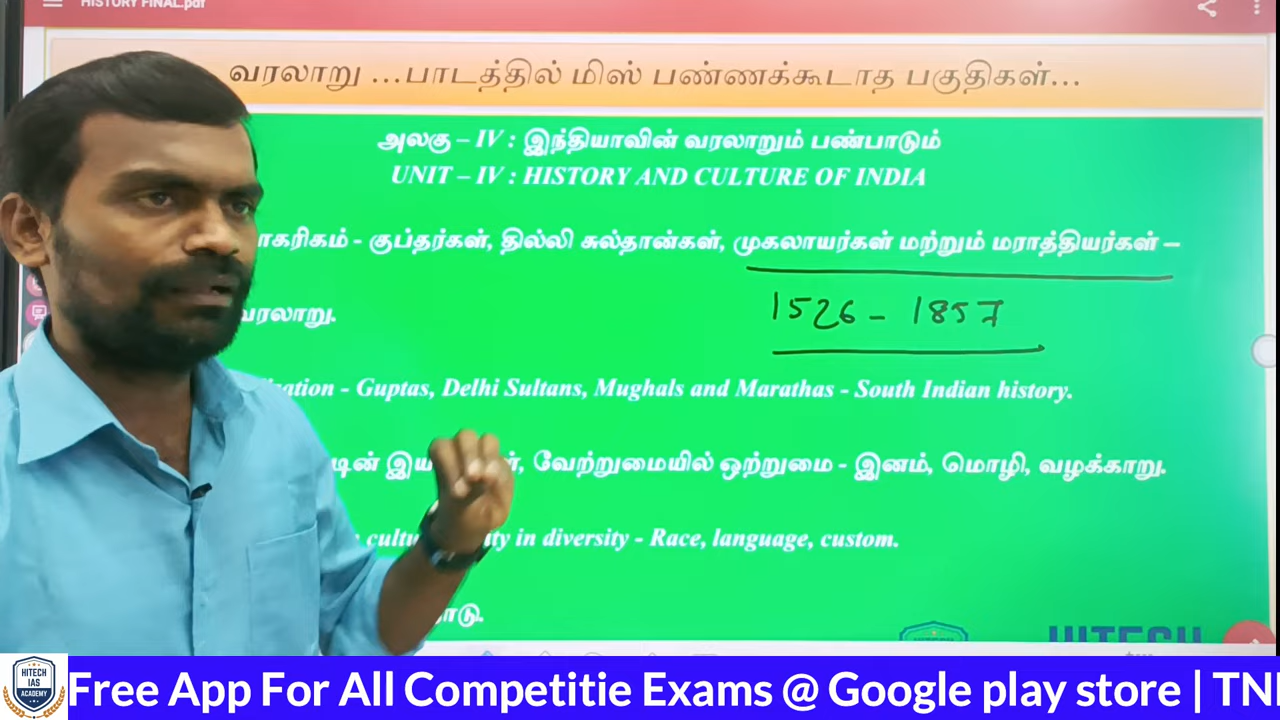 HISTORY FINAL.pdf
வரலாறு ...பாடத்தில் மிஸ் பண்ணக்கூடாத பகுதிகள்...
அலகு – IV : இந்தியாவின் வரலாறும் பண்பாடும்
UNIT – IV : HISTORY AND CULTURE OF INDIA
ாகரிகம் - குப்தர்கள், தில்லி சுல்தான்கள், முகலாயர்கள் மற்றும் மராத்தியர்கள் –
1526 – 1857
வரலாறு.
ation - Guptas, Delhi Sultans, Mughals and Marathas - South Indian history.
வேற்றுமையில் ஒற்றுமை - இனம், மொழி, வழக்காறு.
in diversity - Race, language, custom.
HITECH
HITECH IAS ACADEMY
Free App For All Competitie Exams @ Google play store | TN